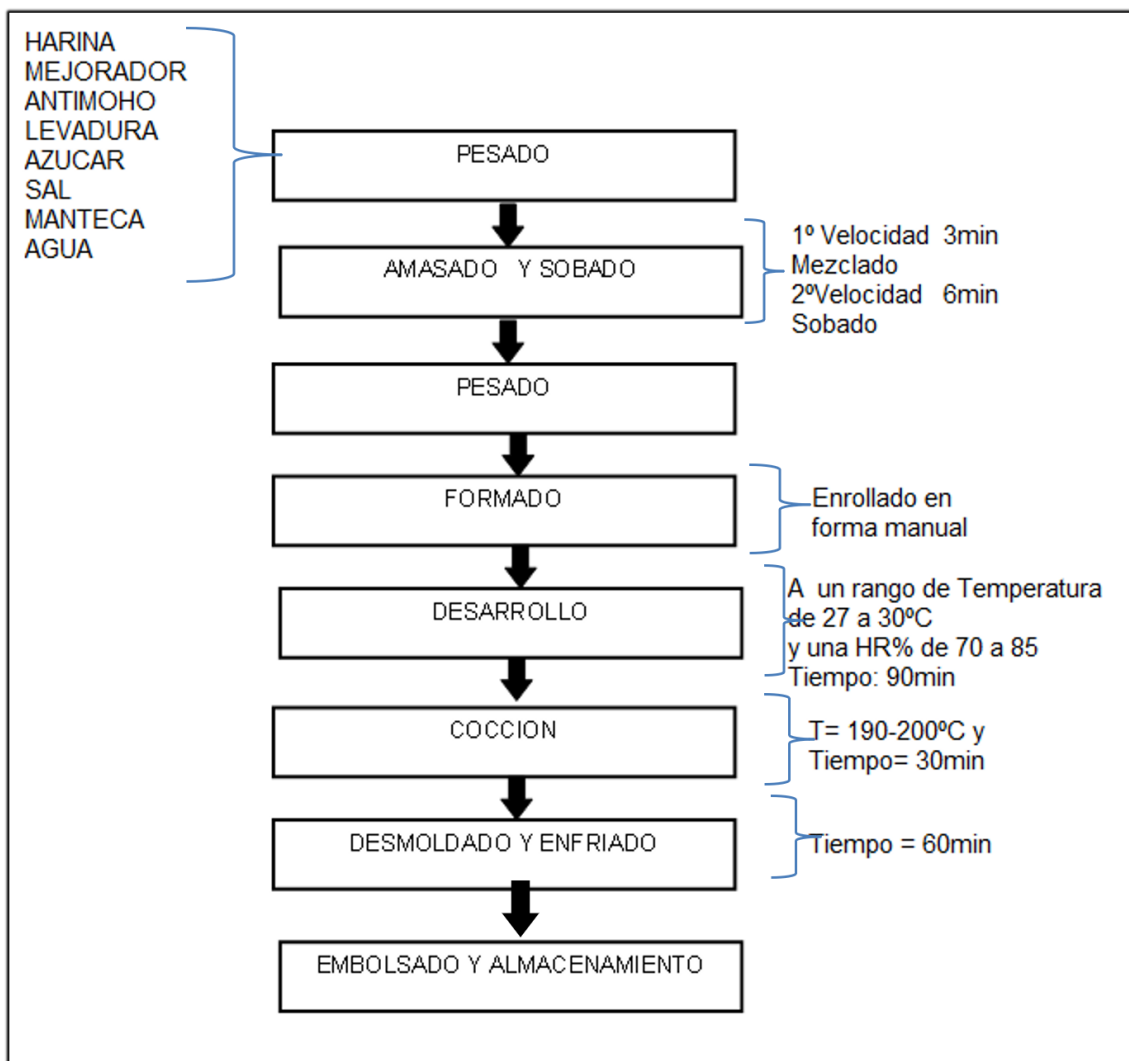 HARINA
MEJORADOR
ANTIMOHO
LEVADURA
AZUCAR
SAL
MANTECA
AGUA
PESADO
AMASADO Y SOBADO
1º Velocidad 3min
Mezclado
2ºVelocidad 6min
Sobado
PESADO
FORMADO
Enrollado en
forma manual
DESARROLLO
A un rango de Temperatura
de 27 a 30ºC
y una HR% de 70 a 85
Tiempo: 90min
COCCION
T= 190-200ºC y
Tiempo= 30min
DESMOLDADO Y ENFRIADO
Tiempo = 60min
EMBOLSADO Y ALMACENAMIENTO